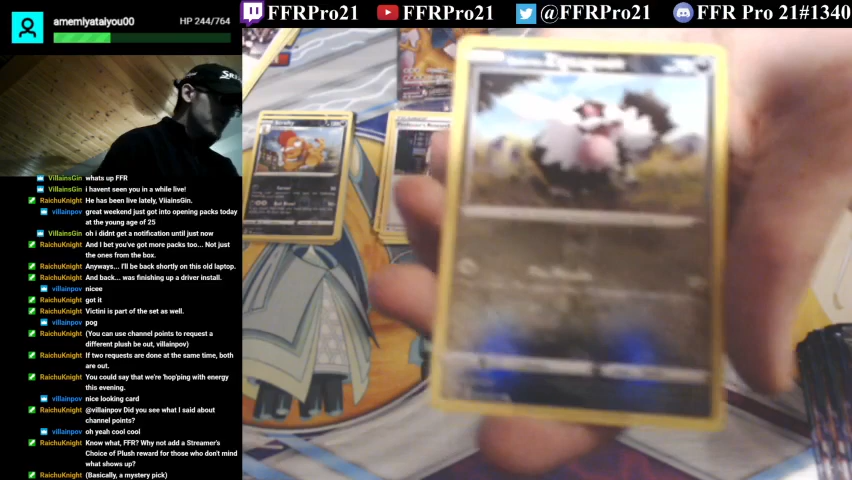 amemiyatalyou00
HP 244/764
FFRPro21
FFRPro21
@FFRPro21
FFR Pro 21#1340
VillainsGin whats up FFR
VillainsGin i havent seen you in a while live!
RaichuKnight He has been live lately, VilainsGin.
villainpov great weekend just got into opening packs today
at the young age of 25
VillainsGin oh i didnt get a notification until just now
RaichuKnight And I bet you've got more packs too... Not just
the ones from the box.
RaichuKnight Anyways... I'll be back shortly on this old laptop.
RaichuKnight And back... was finishing up a driver install.
villainpov nicee
RaichuKnight got it
RaichuKnight Victini is part of the set as well.
villainpov pog
RaichuKnight (You can use channel points to request a
different plush be out, villainpov)
RaichuKnight If two requests are done at the same time, both
are out.
RaichuKnight You could say that we're 'hop'ping with energy
this evening.
villainpov nice looking card
RaichuKnight @villainpov Did you see what I said about
channel points?
villainpov oh yeah cool cool
RaichuKnight Know what, FFR? Why not add a Streamer's
Choice of Plush reward for those who don't mind
what shows up?
RaichuKnight (Basically, a mystery pick)